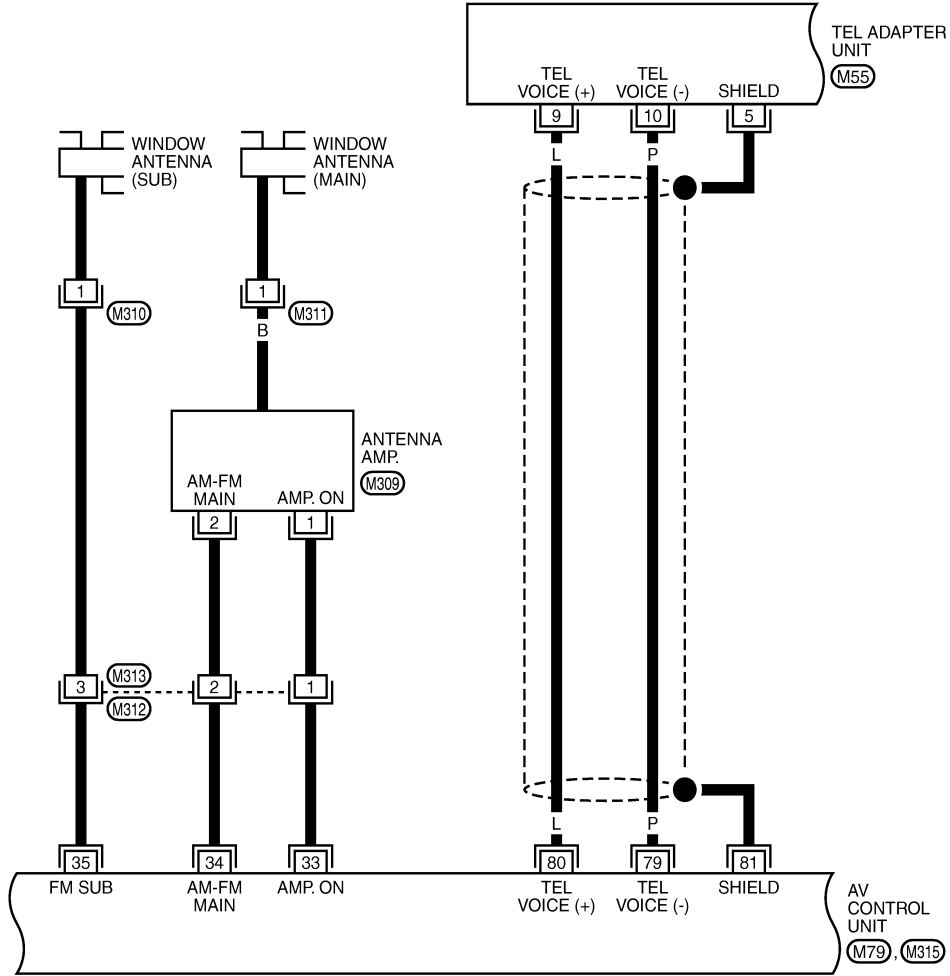 TEL ADAPTER
UNIT
M55
TEL
VOICE (+)
TEL
VOICE (-)
SHIELD
9
10
5
L
P
WINDOW
ANTENNA
(SUB)
WINDOW
ANTENNA
(MAIN)
1
M310
1
M311
B
ANTENNA
AMP.
M309
AM-FM
MAIN
AMP. ON
2
1
3
M313
M312
2
1
L
P
35
34
33
80
79
81
FM SUB
AM-FM
MAIN
AMP. ON
TEL
VOICE (+)
TEL
VOICE (-)
SHIELD
AV
CONTROL
UNIT
M79 , M315